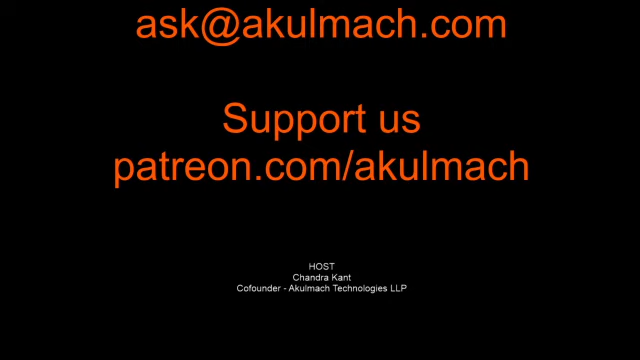 ask@akulmach.com
Support us
patreon.com/akulmach
HOST
Chandra Kant
Cofounder - Akulmach Technologies LLP